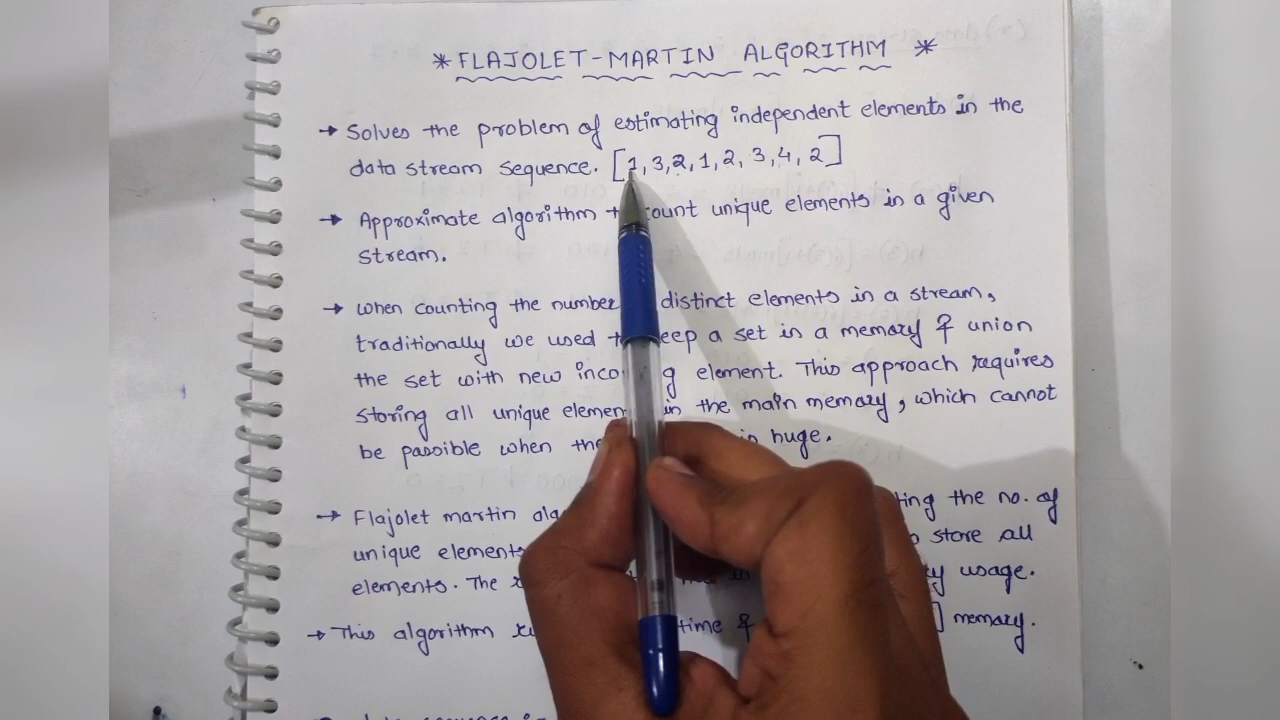 * FLAJOLET-MARTIN ALGORITHM *
→ Solves the problem of estimating independent elements in the
data stream sequence. [1,3,2,1,2,3,4,2]
→ Approximate algorithm count unique elements in a given
stream.
→ When counting the number distinct elements in a stream,
traditionally we used keep a set in a memory & union
the set with new incoming element. This approach requires
storing all unique element in the main memory, which cannot
be possible when the is huge.
→ Flajolet martin the no. of
unique elements store all
elements. The usage.
→ This algorithm time & ] memory.